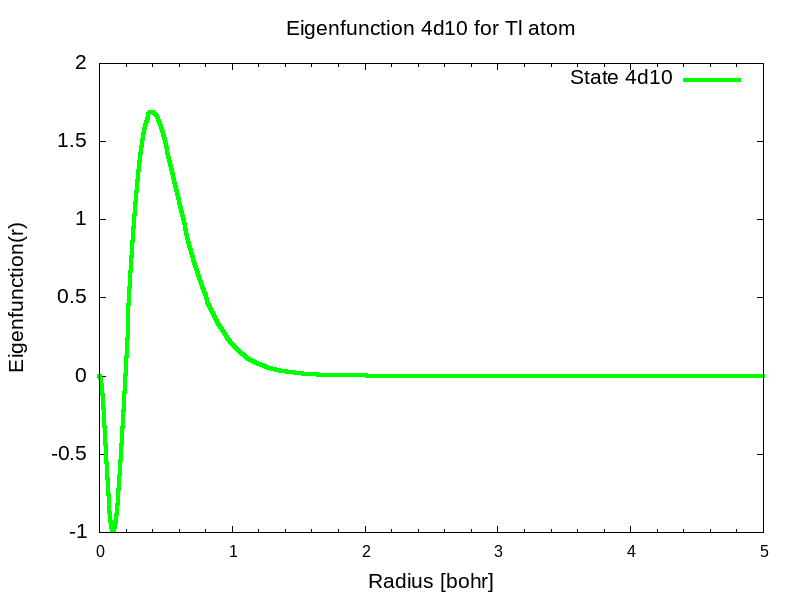 Eigenfunction 4d10 for Tl atom
State 4d10
2
1.5
1
0.5
0
-0.5
-1
Eigenfunction(r)
0 1 2 3 4 5
Radius [bohr]